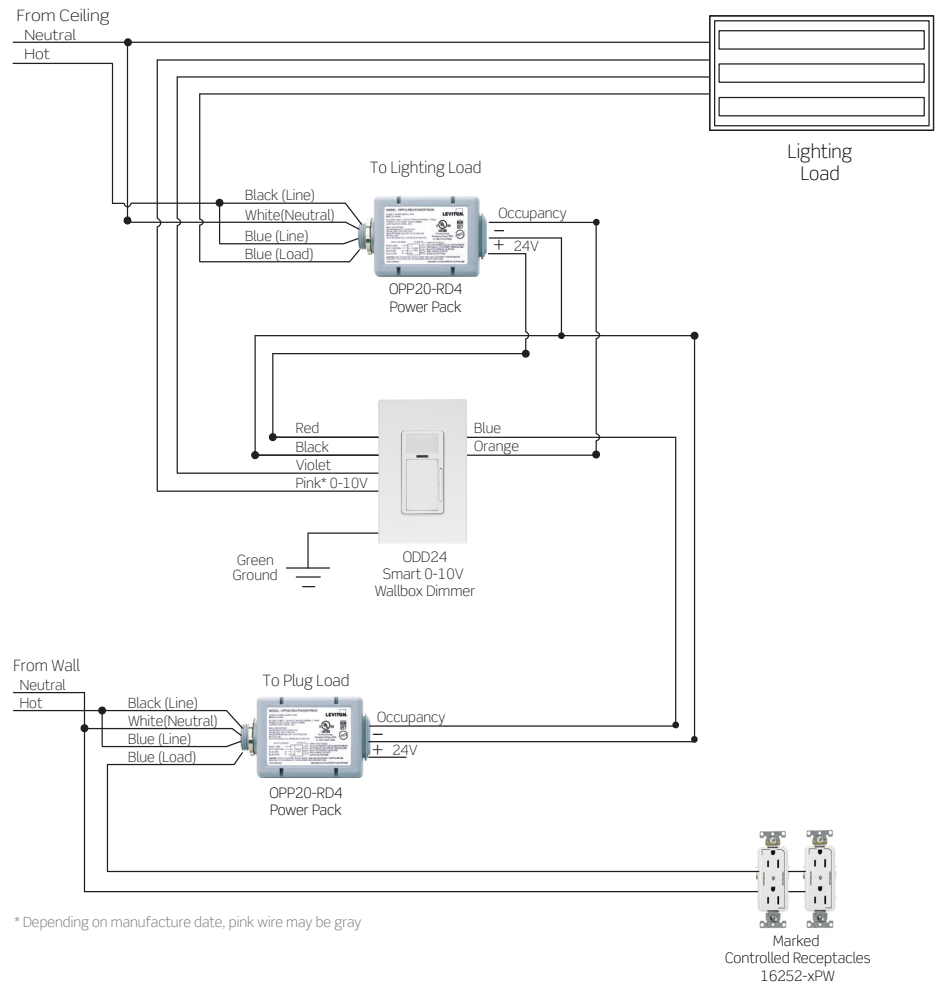 From Ceiling
Neutral
Hot
Lighting
Load
To Lighting Load
Black (Line)
White(Neutral)
Blue (Line)
Blue (Load)
LEVITON
Occupancy
–
+ 24V
OPP20-RD4
Power Pack
Red
Black
Violet
Pink* 0-10V
Blue
Orange
Green
Ground
ODD24
Smart 0-10V
Wallbox Dimmer
From Wall
Neutral
Hot
To Plug Load
Black (Line)
White(Neutral)
Blue (Line)
Blue (Load)
LEVITON
Occupancy
–
+ 24V
OPP20-RD4
Power Pack
* Depending on manufacture date, pink wire may be gray
Marked
Controlled Receptacles
16252-xPW